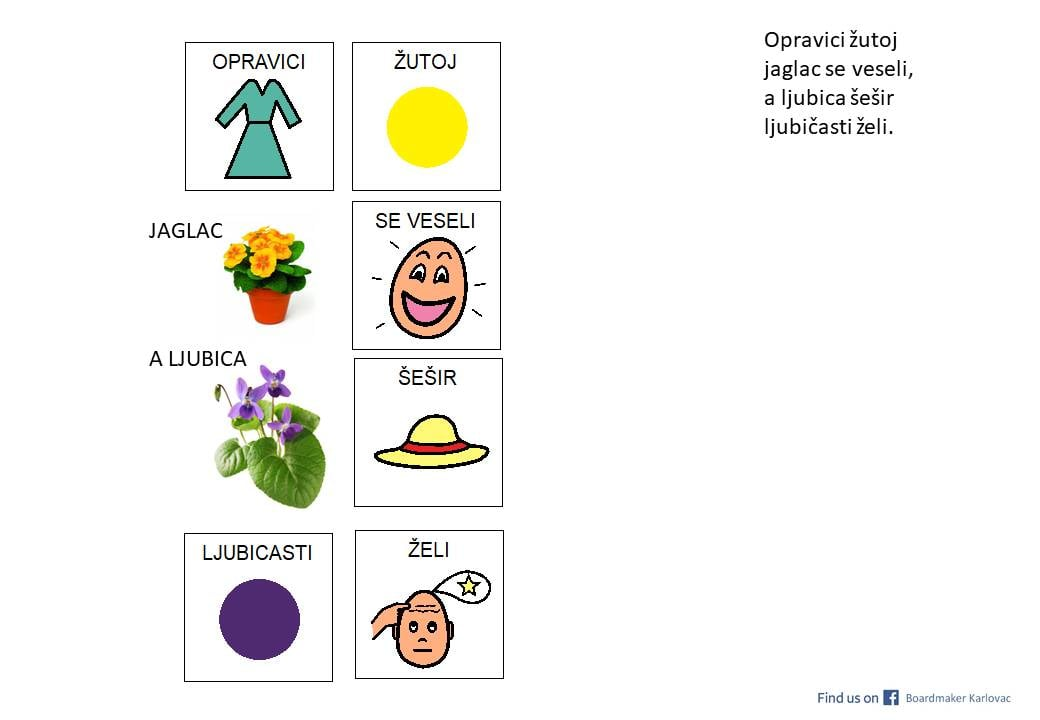 OPRAVICI
ŽUTOJ
JAGLAC
SE VESELI
A LJUBICA
ŠEŠIR
LJUBICASTI
ŽELI
Opravici žutoj
jaglac se veseli,
a ljubica šešir
ljubičasti želi.
Find us on f Boardmaker Karlovac